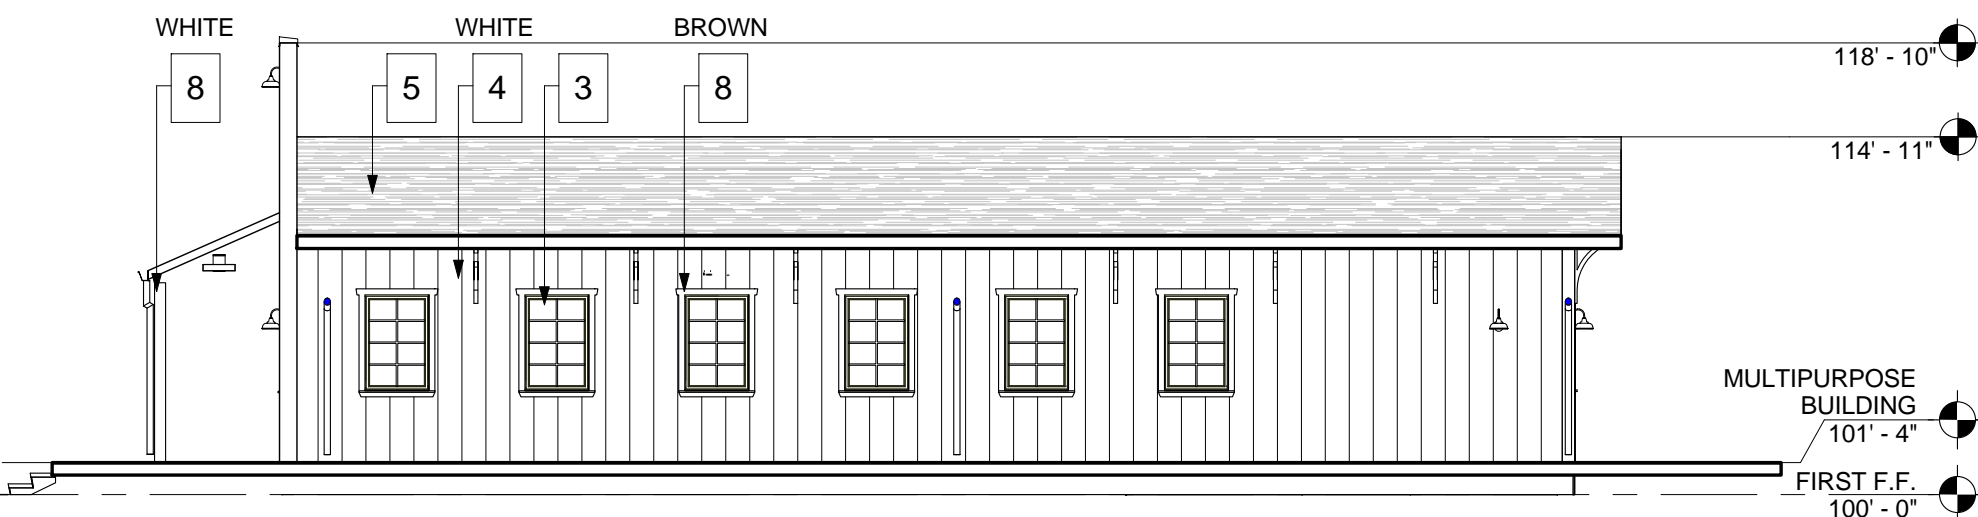 WHITE WHITE BROWN
118' - 10"
8 5 4 3 8
114' - 11"
MULTIPURPOSE
BUILDING
101' - 4"
FIRST F.F.
100' - 0"